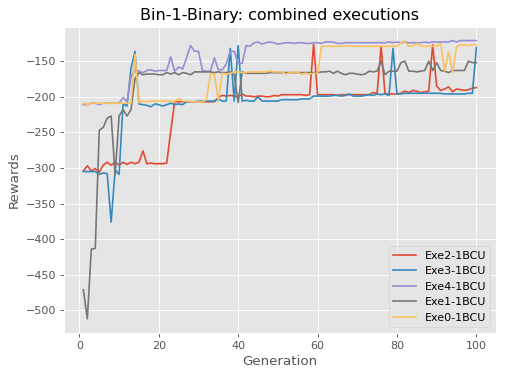 Bin-1-Binary: combined executions
Rewards
−150
−200
−250
−300
−350
−400
−450
−500
0
20
40
60
80
100
Generation
Exe2-1BCU
Exe3-1BCU
Exe4-1BCU
Exe1-1BCU
Exe0-1BCU